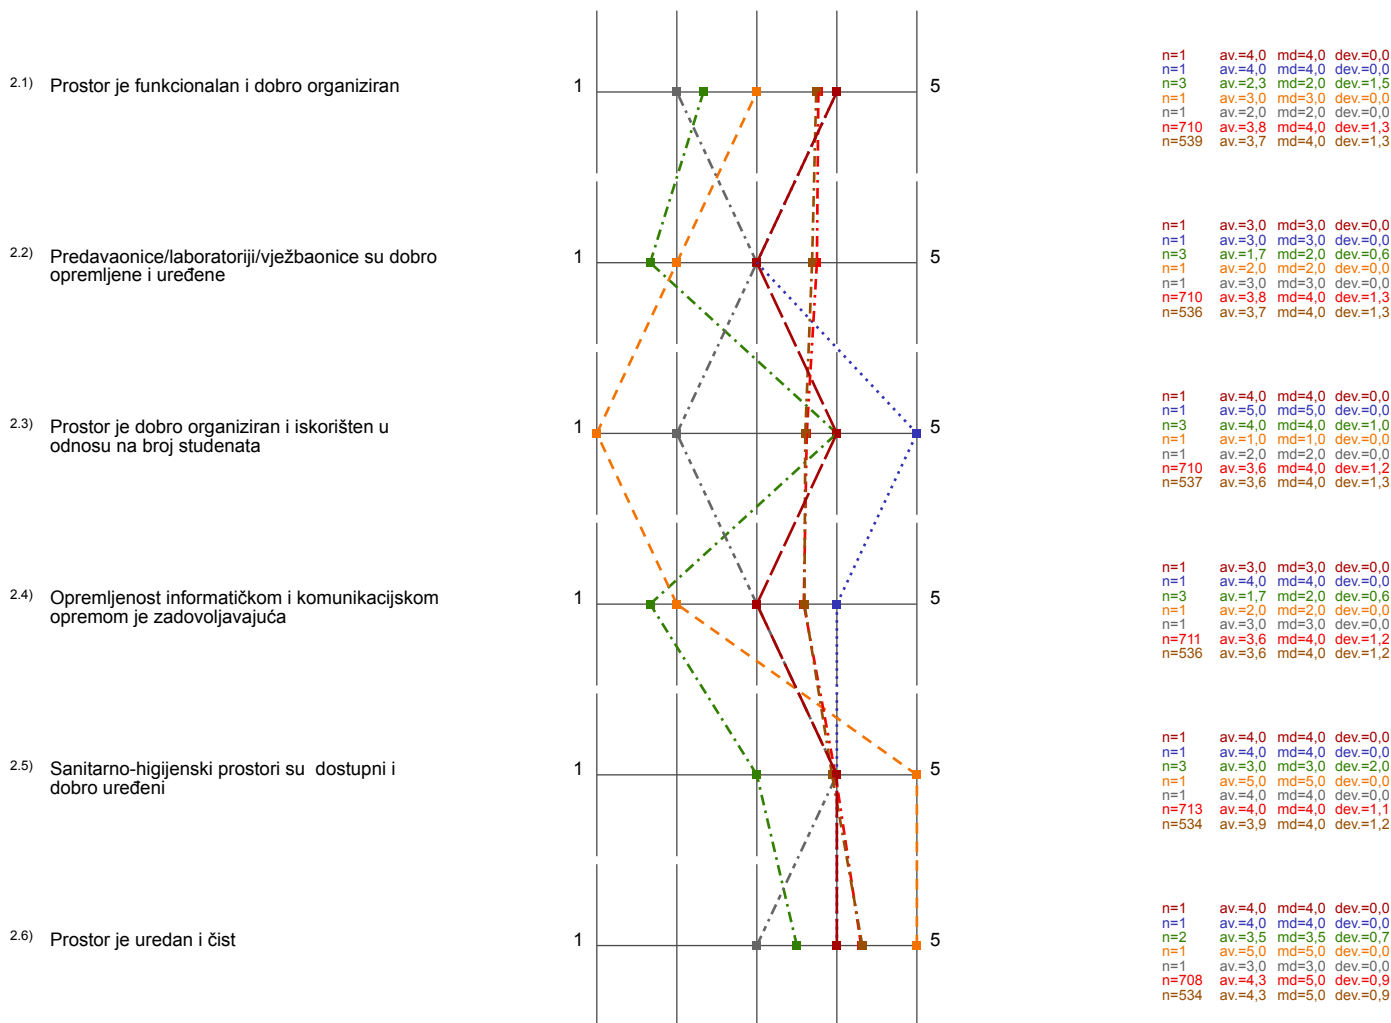 n=1 av.=4,0 md=4,0 dev.=0,0
n=1 av.=4,0 md=4,0 dev.=0,0
2.1) Prostor je funkcionalan i dobro organiziran 1 5
n=3 av.=2,3 md=2,0 dev.=1,5
n=1 av.=3,0 md=3,0 dev.=0,0
n=1 av.=2,0 md=2,0 dev.=0,0
n=710 av.=3,8 md=4,0 dev.=1,3
n=539 av.=3,7 md=4,0 dev.=1,3
n=1 av.=3,0 md=3,0 dev.=0,0
n=1 av.=3,0 md=3,0 dev.=0,0
2.2) Predavaonice/laboratoriji/vježbaonice su dobro 1 5
n=3 av.=1,7 md=2,0 dev.=0,6
opremljene i uređene
n=1 av.=2,0 md=2,0 dev.=0,0
n=1 av.=3,0 md=3,0 dev.=0,0
n=710 av.=3,8 md=4,0 dev.=1,3
n=536 av.=3,7 md=4,0 dev.=1,3
n=1 av.=4,0 md=4,0 dev.=0,0
n=1 av.=5,0 md=5,0 dev.=0,0
2.3) Prostor je dobro organiziran i iskorišten u 1 5
n=3 av.=4,0 md=4,0 dev.=1,0
odnosu na broj studenata
n=1 av.=1,0 md=1,0 dev.=0,0
n=1 av.=2,0 md=2,0 dev.=0,0
n=710 av.=3,6 md=4,0 dev.=1,2
n=537 av.=3,6 md=4,0 dev.=1,3
n=1 av.=3,0 md=3,0 dev.=0,0
n=1 av.=4,0 md=4,0 dev.=0,0
2.4) Opremljenost informatičkom i komunikacijskom 1 5
n=3 av.=1,7 md=2,0 dev.=0,6
opremom je zadovoljavajuća
n=1 av.=2,0 md=2,0 dev.=0,0
n=1 av.=3,0 md=3,0 dev.=0,0
n=711 av.=3,6 md=4,0 dev.=1,2
n=536 av.=3,6 md=4,0 dev.=1,2
n=1 av.=4,0 md=4,0 dev.=0,0
n=1 av.=4,0 md=4,0 dev.=0,0
2.5) Sanitarno-higijenski prostori su dostupni i 1 5
n=3 av.=3,0 md=3,0 dev.=2,0
dobro uređeni
n=1 av.=5,0 md=5,0 dev.=0,0
n=1 av.=4,0 md=4,0 dev.=0,0
n=713 av.=4,0 md=4,0 dev.=1,1
n=534 av.=3,9 md=4,0 dev.=1,2
n=1 av.=4,0 md=4,0 dev.=0,0
n=1 av.=4,0 md=4,0 dev.=0,0
2.6) Prostor je uredan i čist 1 5
n=2 av.=3,5 md=3,5 dev.=0,7
n=1 av.=5,0 md=5,0 dev.=0,0
n=1 av.=3,0 md=3,0 dev.=0,0
n=708 av.=4,3 md=5,0 dev.=0,9
n=534 av.=4,3 md=5,0 dev.=0,9